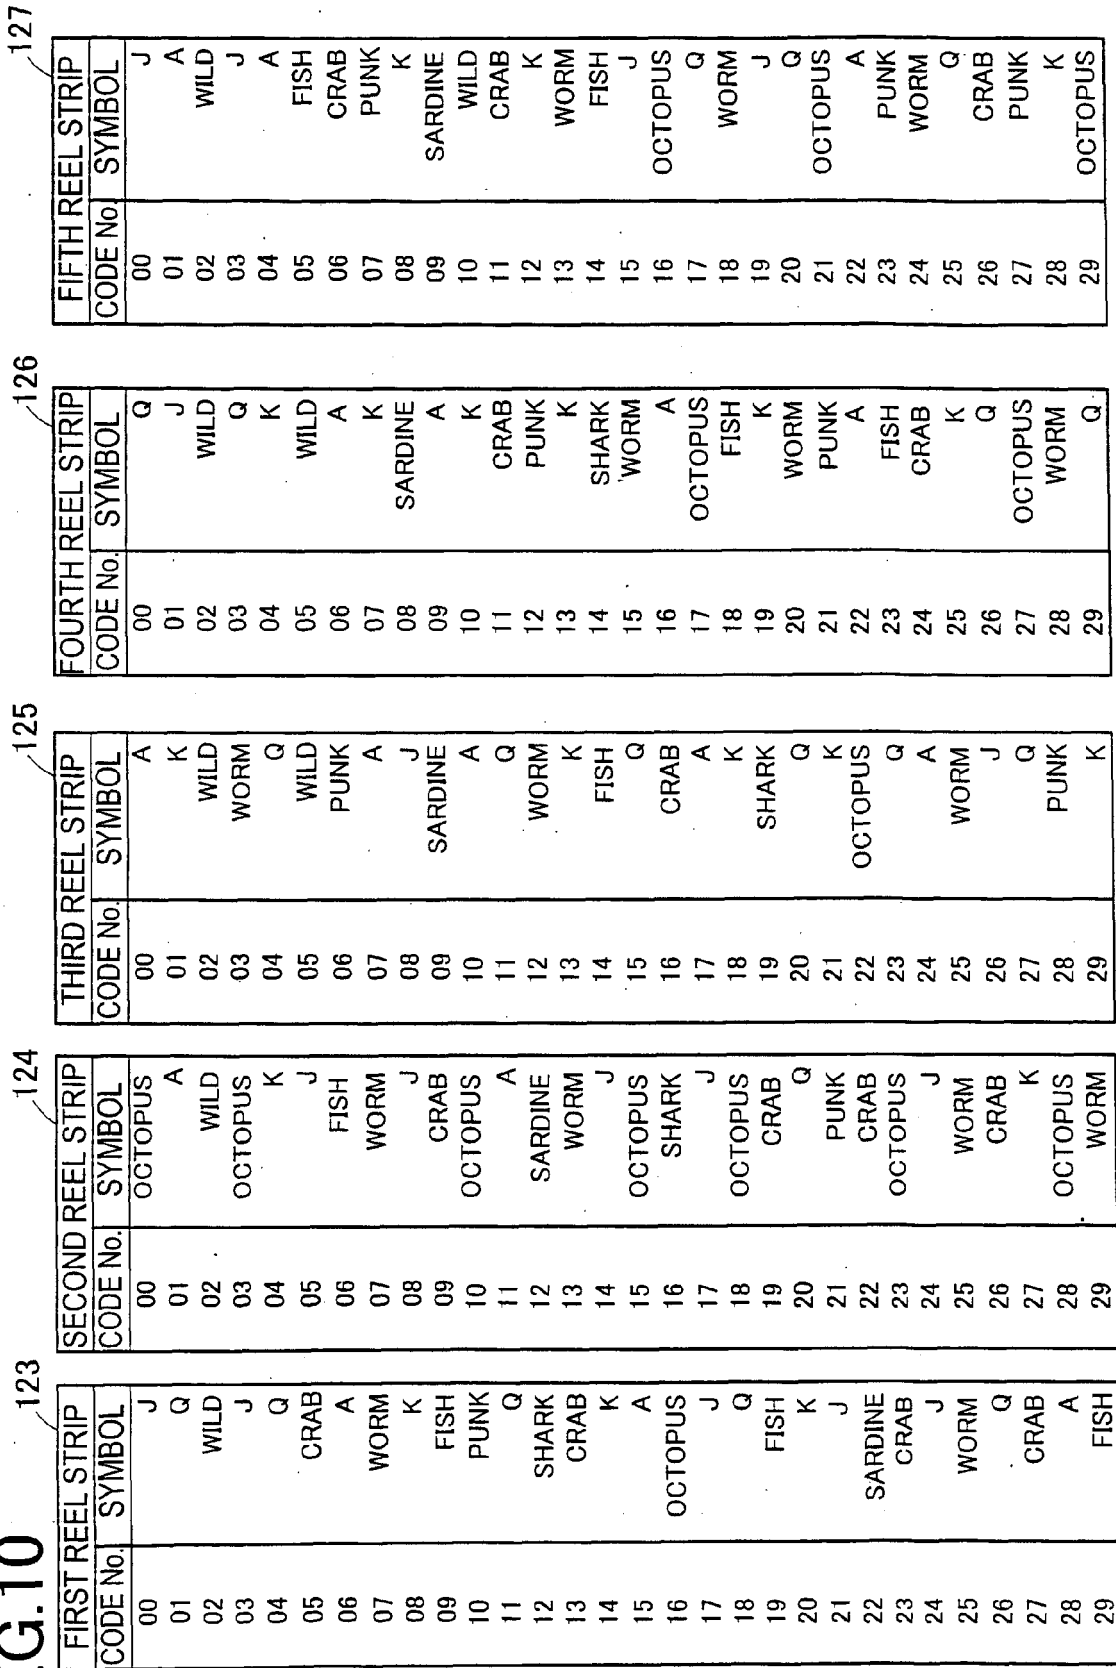 G.10
123 124 125 126 127
FIRST REEL STRIP SECOND REEL STRIP THIRD REEL STRIP FOURTH REEL STRIP FIFTH REEL STRIP
CODE No. SYMBOL CODE No. SYMBOL CODE No. SYMBOL CODE No. SYMBOL CODE No. SYMBOL
00 J 00 OCTOPUS 00 A 00 Q 00 J
01 Q 01 A 01 K 01 J 01 A
02 WILD 02 WILD 02 WILD 02 WILD 02 WILD
03 J 03 OCTOPUS 03 WORM 03 Q 03 J
04 Q 04 K 04 Q 04 K 04 A
05 CRAB 05 J 05 WILD 05 WILD 05 FISH
06 A 06 FISH 06 PUNK 06 A 06 CRAB
07 WORM 07 WORM 07 A 07 K 07 PUNK
08 K 08 J 08 J 08 SARDINE 08 K
09 FISH 09 CRAB 09 SARDINE 09 A 09 SARDINE
10 PUNK 10 OCTOPUS 10 A 10 K 10 WILD
11 Q 11 A 11 Q 11 CRAB 11 CRAB
12 SHARK 12 SARDINE 12 WORM 12 PUNK 12 K
13 CRAB 13 WORM 13 K 13 K 13 WORM
14 K 14 J 14 FISH 14 SHARK 14 FISH
15 A 15 OCTOPUS 15 Q 15 WORM 15 J
16 OCTOPUS 16 SHARK 16 CRAB 16 A 16 OCTOPUS
17 J 17 J 17 A 17 OCTOPUS 17 Q
18 Q 18 OCTOPUS 18 K 18 FISH 18 WORM
19 FISH 19 CRAB 19 SHARK 19 K 19 J
20 K 20 Q 20 Q 20 WORM 20 Q
21 J 21 PUNK 21 K 21 PUNK 21 OCTOPUS
22 SARDINE 22 CRAB 22 OCTOPUS 22 A 22 A
23 CRAB 23 OCTOPUS 23 Q 23 FISH 23 PUNK
24 J 24 J 24 A 24 CRAB 24 WORM
25 WORM 25 WORM 25 WORM 25 K 25 Q
26 Q 26 CRAB 26 J 26 Q 26 CRAB
27 CRAB 27 K 27 Q 27 OCTOPUS 27 PUNK
28 A 28 OCTOPUS 28 PUNK 28 WORM 28 K
29 FISH 29 WORM 29 K 29 Q 29 OCTOPUS